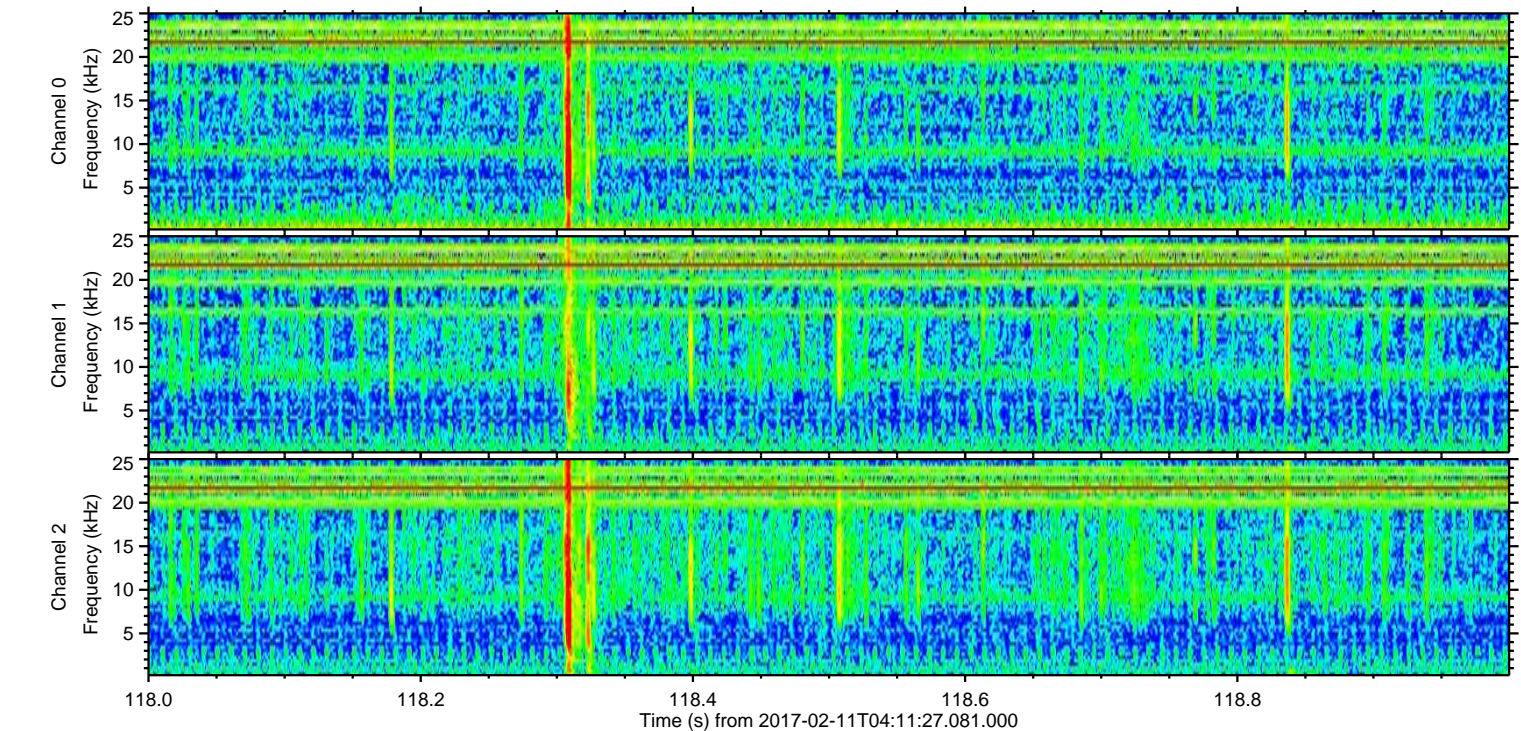 Channel 0
Frequency (kHz)
25
20
15
10
5
Channel 1
Frequency (kHz)
25
20
15
10
5
Channel 2
Frequency (kHz)
25
20
15
10
5
118.0 118.2 118.4 118.6 118.8
Time (s) from 2017-02-11T04:11:27.081.000